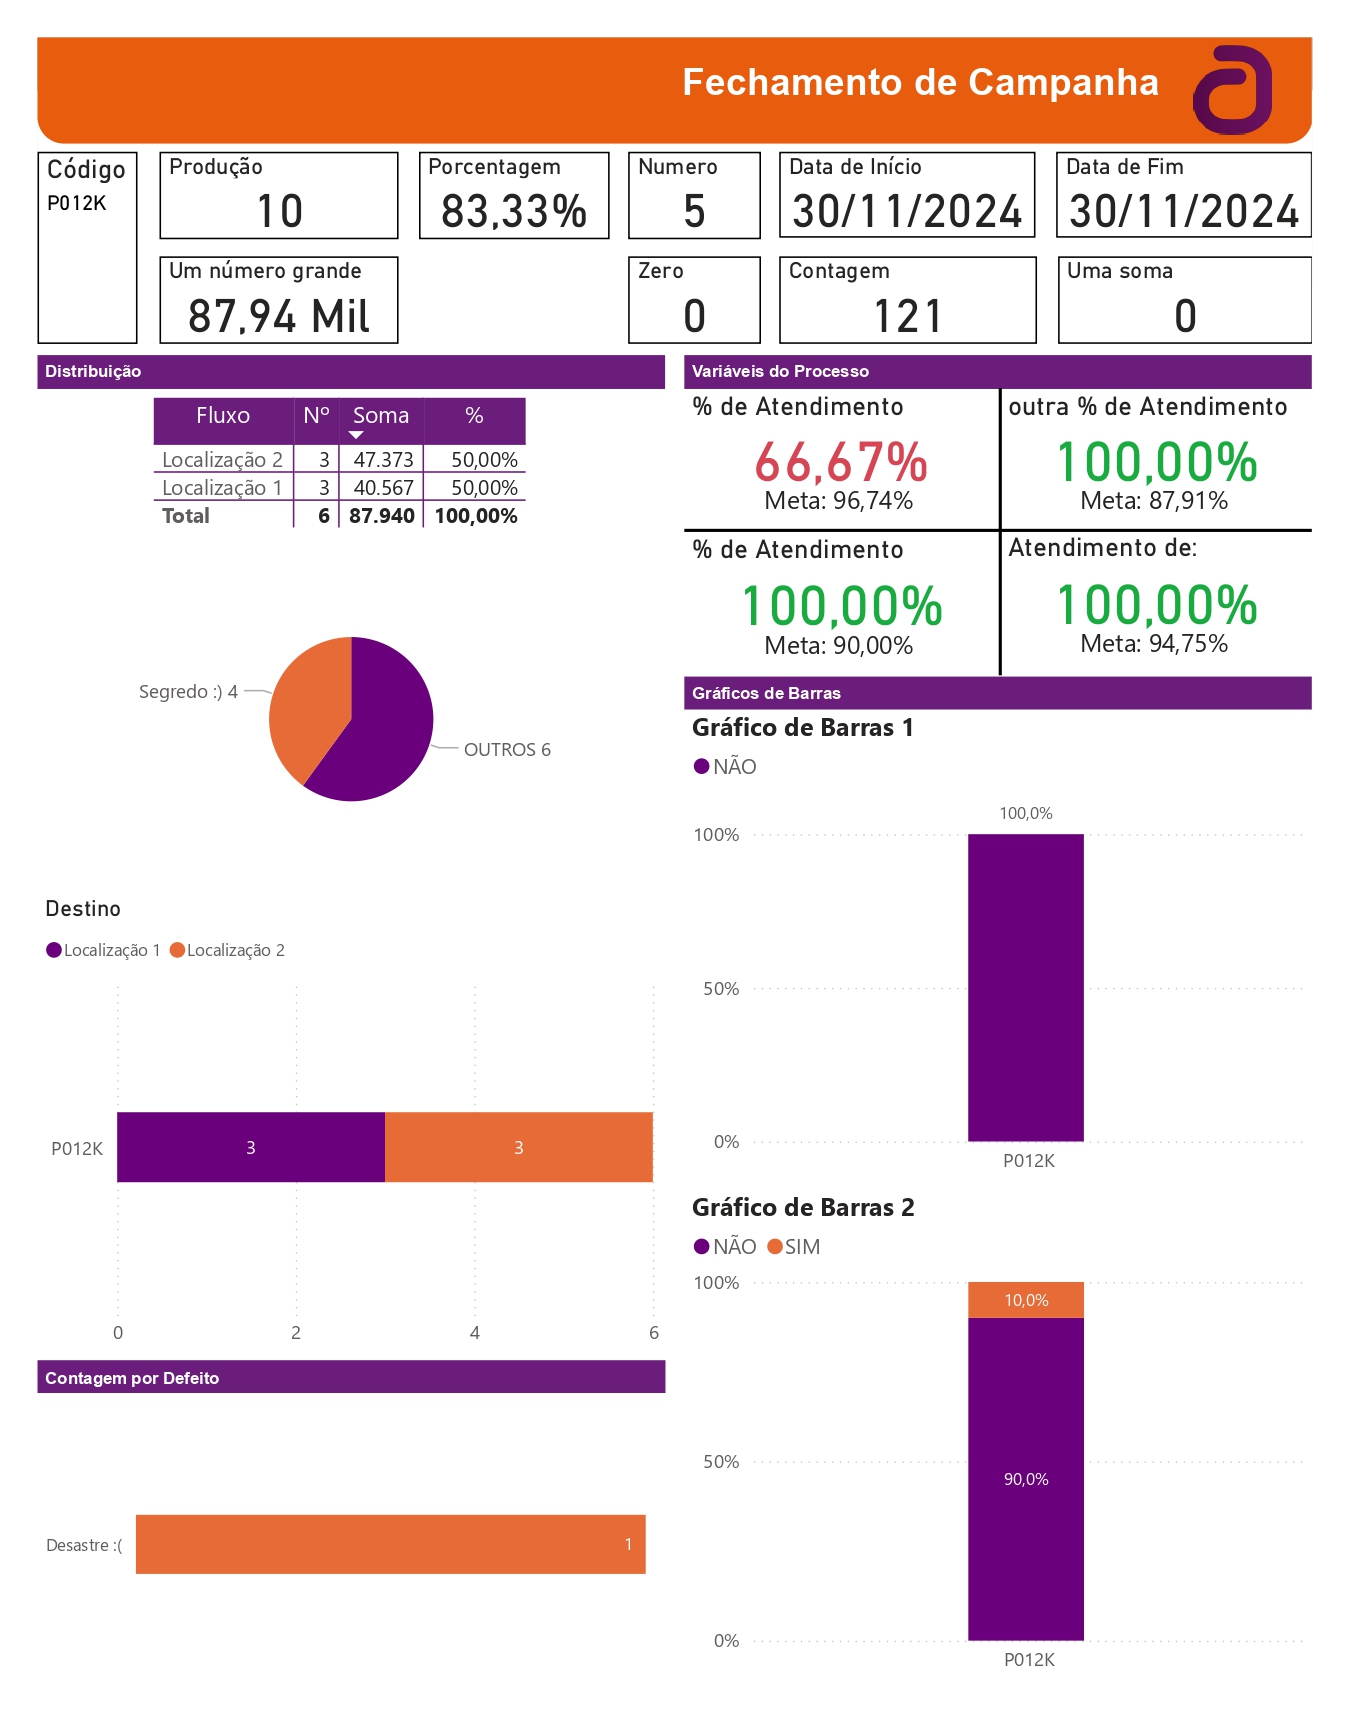 Fechamento de Campanha
Código
P012K
Produção
10
Porcentagem
83,33%
Numero
5
Data de Início
30/11/2024
Data de Fim
30/11/2024
Um número grande
87,94 Mil
Zero
0
Contagem
121
Uma soma
0
Distribuição
Fluxo Nº Soma %
Localização 2 3 47.373 50,00%
Localização 1 3 40.567 50,00%
Total 6 87.940 100,00%
Segredo :) 4
OUTROS 6
Destino
Localização 1 Localização 2
P012K 3 3
0 2 4 6
Contagem por Defeito
Desastre :( 1
Variáveis do Processo
% de Atendimento
66,67%
Meta: 96,74%
outra % de Atendimento
100,00%
Meta: 87,91%
% de Atendimento
100,00%
Meta: 90,00%
Atendimento de:
100,00%
Meta: 94,75%
Gráficos de Barras
Gráfico de Barras 1
NÃO
100,0%
100%
50%
0%
P012K
Gráfico de Barras 2
NÃO SIM
100%
10,0%
50%
90,0%
0%
P012K